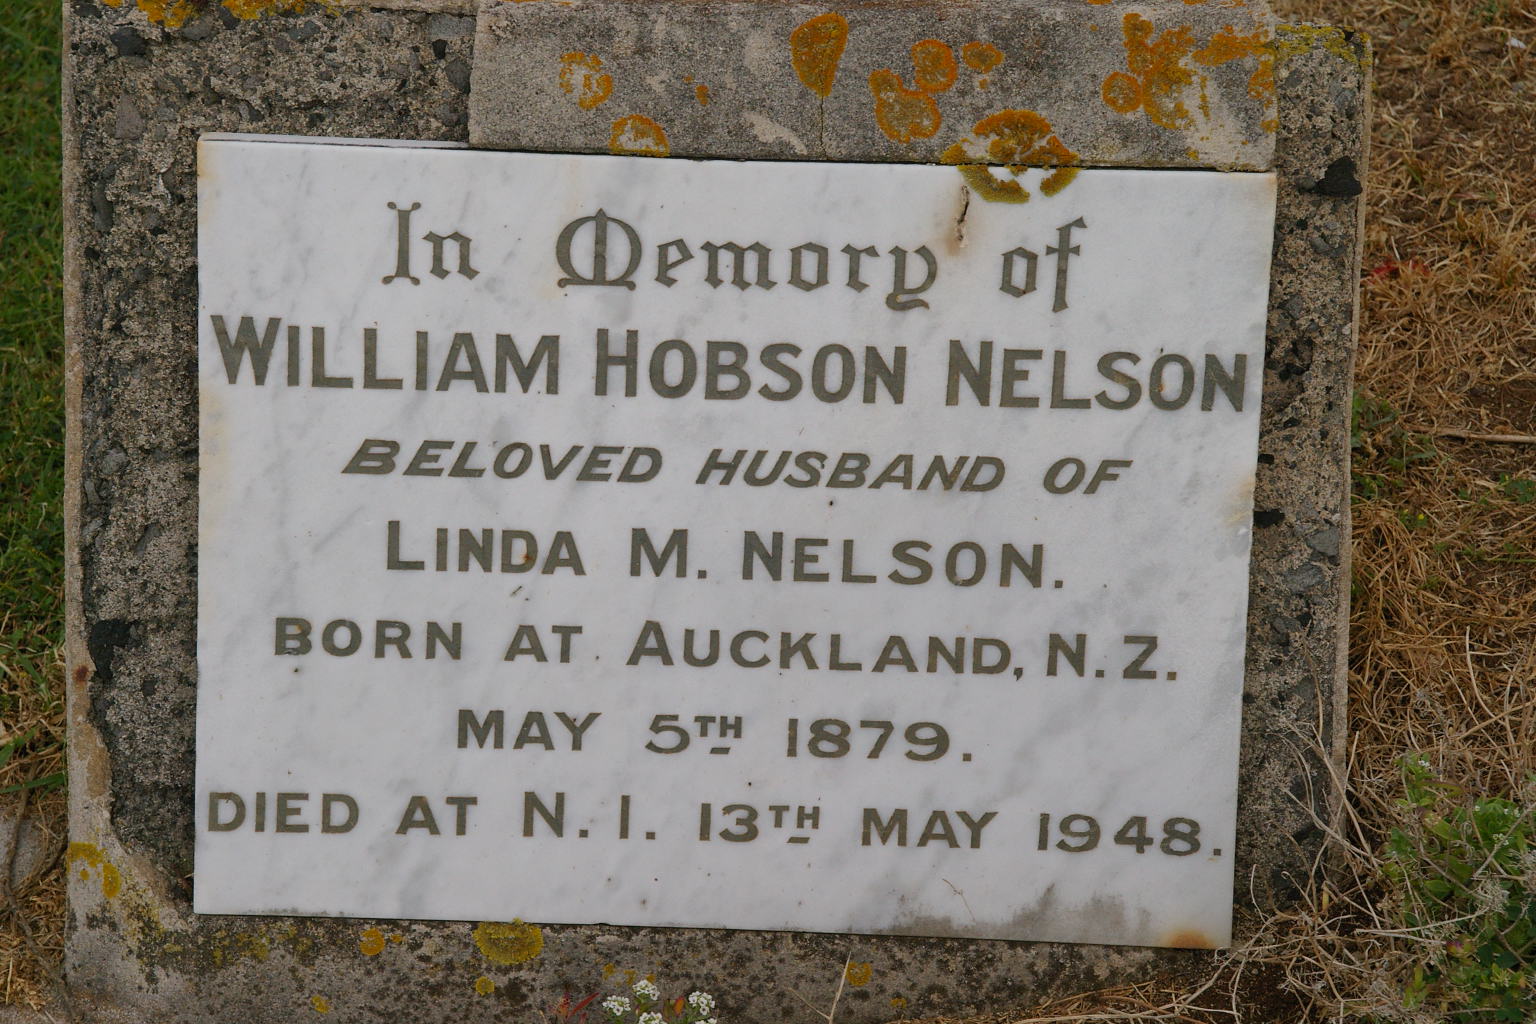 In Memory of
WILLIAM HOBSON NELSON
BELOVED HUSBAND OF
LINDA M. NELSON.
BORN AT AUCKLAND, N.Z.
MAY 5TH 1879.
DIED AT N.I. 13TH MAY 1948.